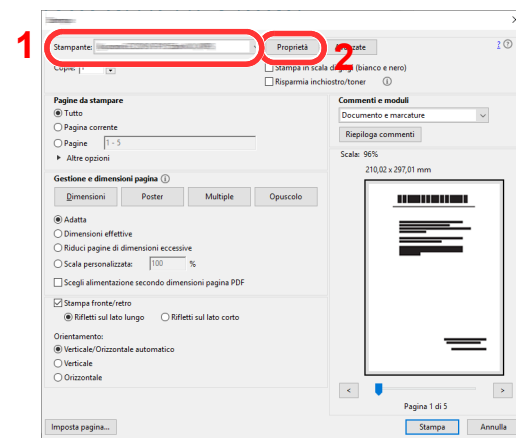 1
Stampante:
Proprietà
2
Copie:
Stampa in scala di grigi (bianco e nero)
Risparmia inchiostro/toner
Pagine da stampare
Tutto
Pagina corrente
Pagine 1 - 5
Altre opzioni
Gestione e dimensioni pagina
Dimensioni Poster Multiple Opuscolo
Adatta
Dimensioni effettive
Riduci pagine di dimensioni eccessive
Scala personalizzata: 100 %
Scegli alimentazione secondo dimensioni pagina PDF
Stampa fronte/retro
Rifletti sul lato lungo Rifletti sul lato corto
Orientamento:
Verticale/Orizzontale automatico
Verticale
Orizzontale
Commenti e moduli
Documento e marcature
Riepiloga commenti
Scala: 96%
210,02 x 297,01 mm
< >
Pagina 1 di 5
Imposta pagina... Stampa Annulla